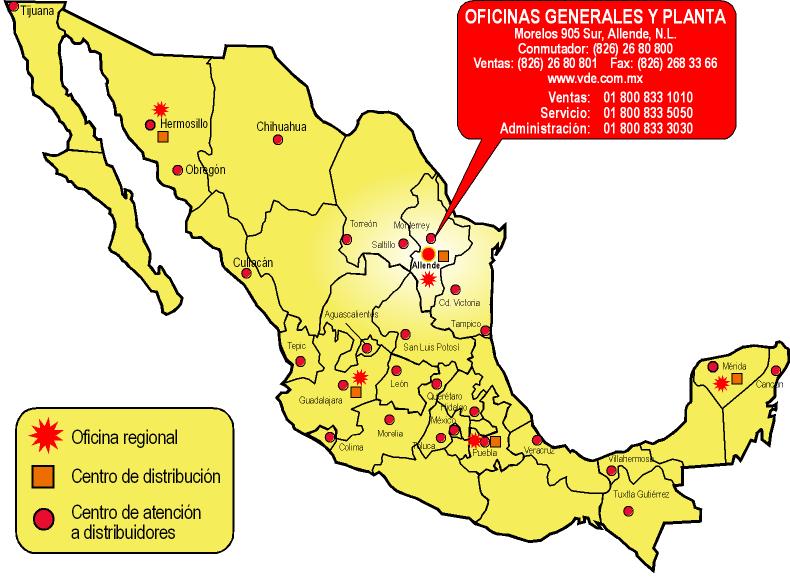 Tijuana
OFICINAS GENERALES Y PLANTA
Morelos 905 Sur, Allende, N.L.
Conmutador: (826) 26 80 800
Ventas: (826) 26 80 801 Fax: (826) 268 33 66
www.vde.com.mx
Ventas: 01 800 833 1010
Servicio: 01 800 833 5050
Administración: 01 800 833 3030
Hermosillo
Chihuahua
Obregón
Torreón
Monterrey
Saltillo
Allende
Culiacán
Cd. Victoria
Aguascalientes
Tampico
Tepic
San Luis Potosí
Mérida
Cancún
León
Guadalajara
Querétaro
Hidalgo
México
Morelia
Colima
Toluca
Puebla
Veracruz
Villahermosa
Tuxtla Gutiérrez
Oficina regional
Centro de distribución
Centro de atención
a distribuidores